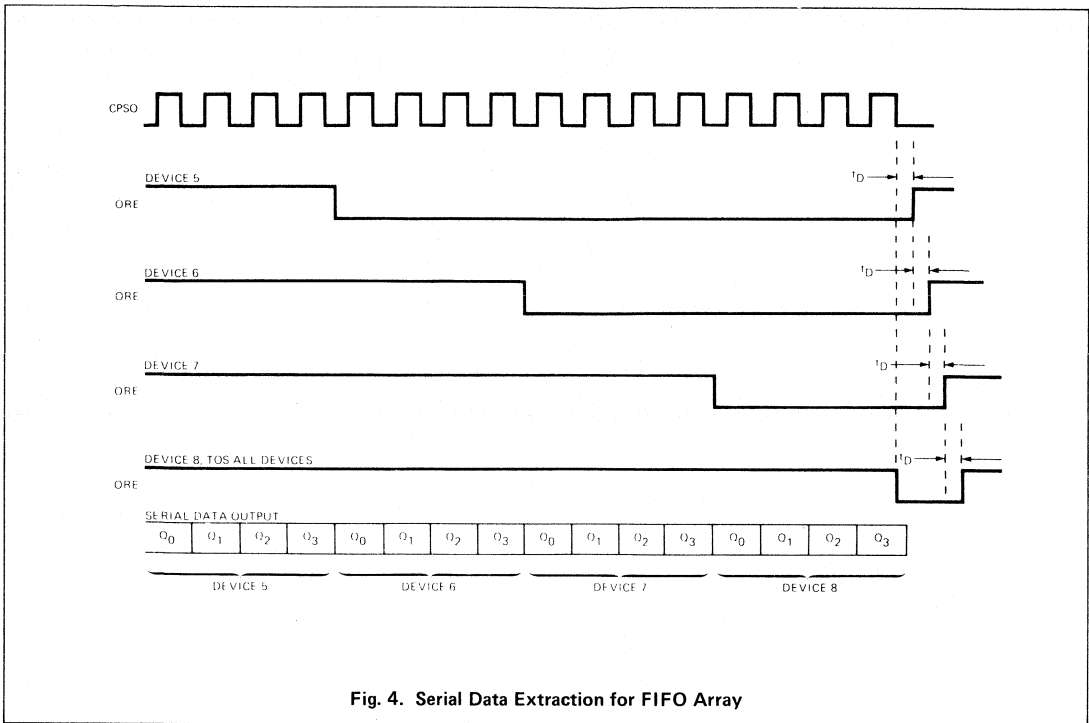 CPSO
DEVICE 5
tD
ORE
DEVICE 6
tD
ORE
DEVICE 7
tD
ORE
DEVICE 8, TOS ALL DEVICES
tD
ORE
SERIAL DATA OUTPUT
Q0 Q1 Q2 Q3 Q0 Q1 Q2 Q3 Q0 Q1 Q2 Q3 Q0 Q1 Q2 Q3
DEVICE 5 DEVICE 6 DEVICE 7 DEVICE 8
Fig. 4. Serial Data Extraction for FIFO Array